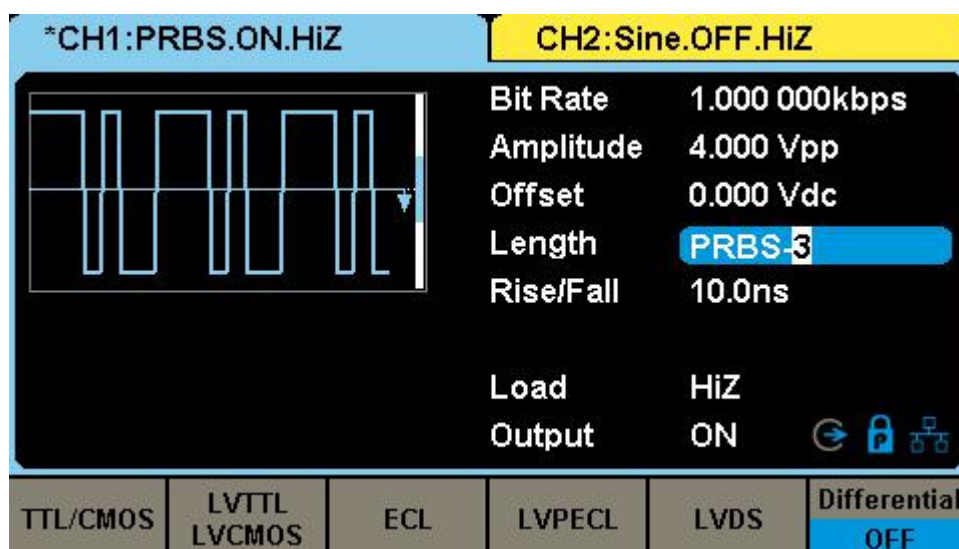 *CH1:PRBS.ON.HiZ
CH2:Sine.OFF.HiZ
Bit Rate 1.000 000kbps
Amplitude 4.000 Vpp
Offset 0.000 Vdc
Length PRBS-3
Rise/Fall 10.0ns
Load HiZ
Output ON
P
TTL/CMOS
LVTTL
LVCMOS
ECL
LVPECL
LVDS
Differential
OFF